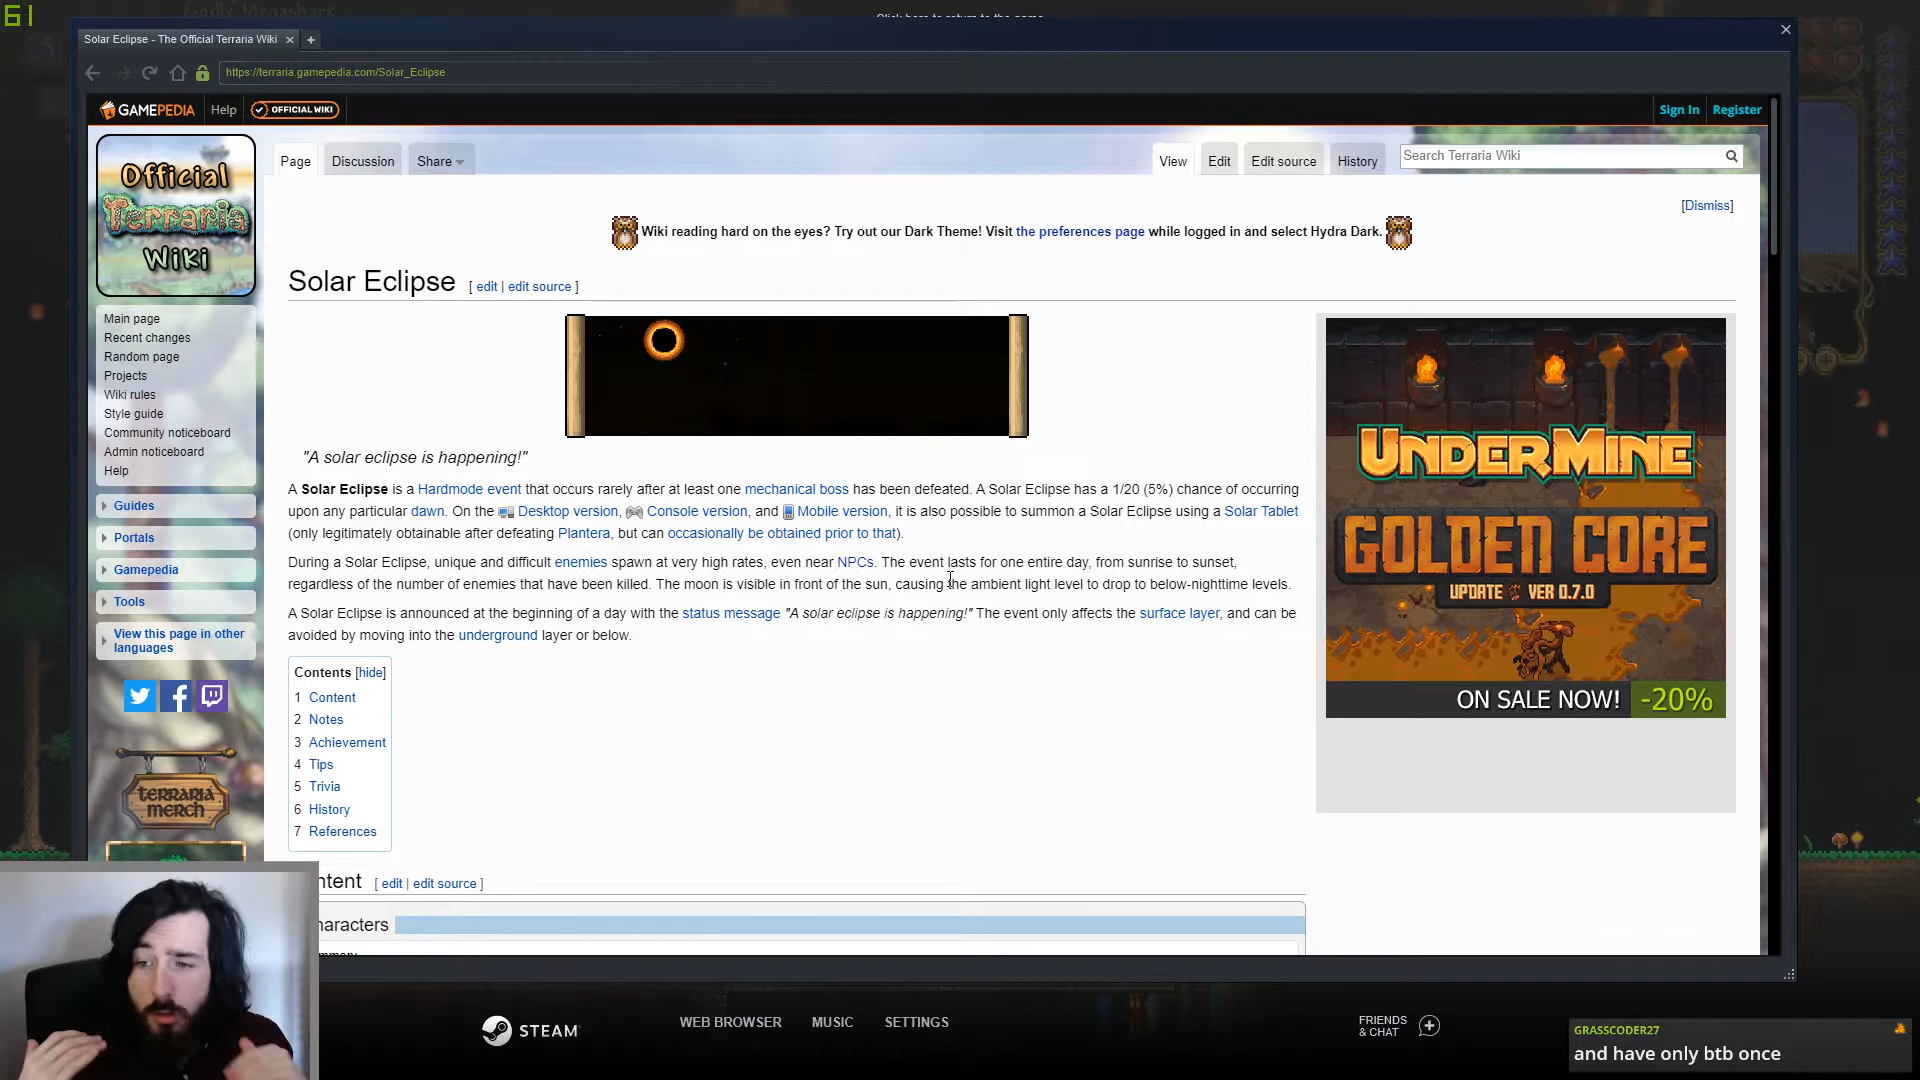 61
Click here to return to the game
Solar Eclipse - The Official Terraria Wiki
https://terraria.gamepedia.com/Solar_Eclipse
GAMEPEDIA Help OFFICIAL WIKI Sign In Register
Official
Terraria
Wiki
Page Discussion Share View Edit Edit source History Search Terraria Wiki
[Dismiss]
Wiki reading hard on the eyes? Try out our Dark Theme! Visit the preferences page while logged in and select Hydra Dark.
Solar Eclipse [ edit | edit source ]
Main page
Recent changes
Random page
Projects
Wiki rules
Style guide
Community noticeboard
Admin noticeboard
Help
Guides
Portals
Gamepedia
Tools
View this page in other
languages
TERRARIA
MERCH
"A solar eclipse is happening!"
A Solar Eclipse is a Hardmode event that occurs rarely after at least one mechanical boss has been defeated. A Solar Eclipse has a 1/20 (5%) chance of occurring
upon any particular dawn. On the Desktop version, Console version, and Mobile version, it is also possible to summon a Solar Eclipse using a Solar Tablet
(only legitimately obtainable after defeating Plantera, but can occasionally be obtained prior to that).
During a Solar Eclipse, unique and difficult enemies spawn at very high rates, even near NPCs. The event lasts for one entire day, from sunrise to sunset,
regardless of the number of enemies that have been killed. The moon is visible in front of the sun, causing the ambient light level to drop to below-nighttime levels.
A Solar Eclipse is announced at the beginning of a day with the status message "A solar eclipse is happening!" The event only affects the surface layer, and can be
avoided by moving into the underground layer or below.
Contents [hide]
1 Content
2 Notes
3 Achievement
4 Tips
5 Trivia
6 History
7 References
ntent [ edit | edit source ]
haracters
UNDERMINE
GOLDEN CORE
UPDATE VER 0.7.0
ON SALE NOW! -20%
STEAM WEB BROWSER MUSIC SETTINGS
FRIENDS
& CHAT
GRASSCODER27
and have only btb once